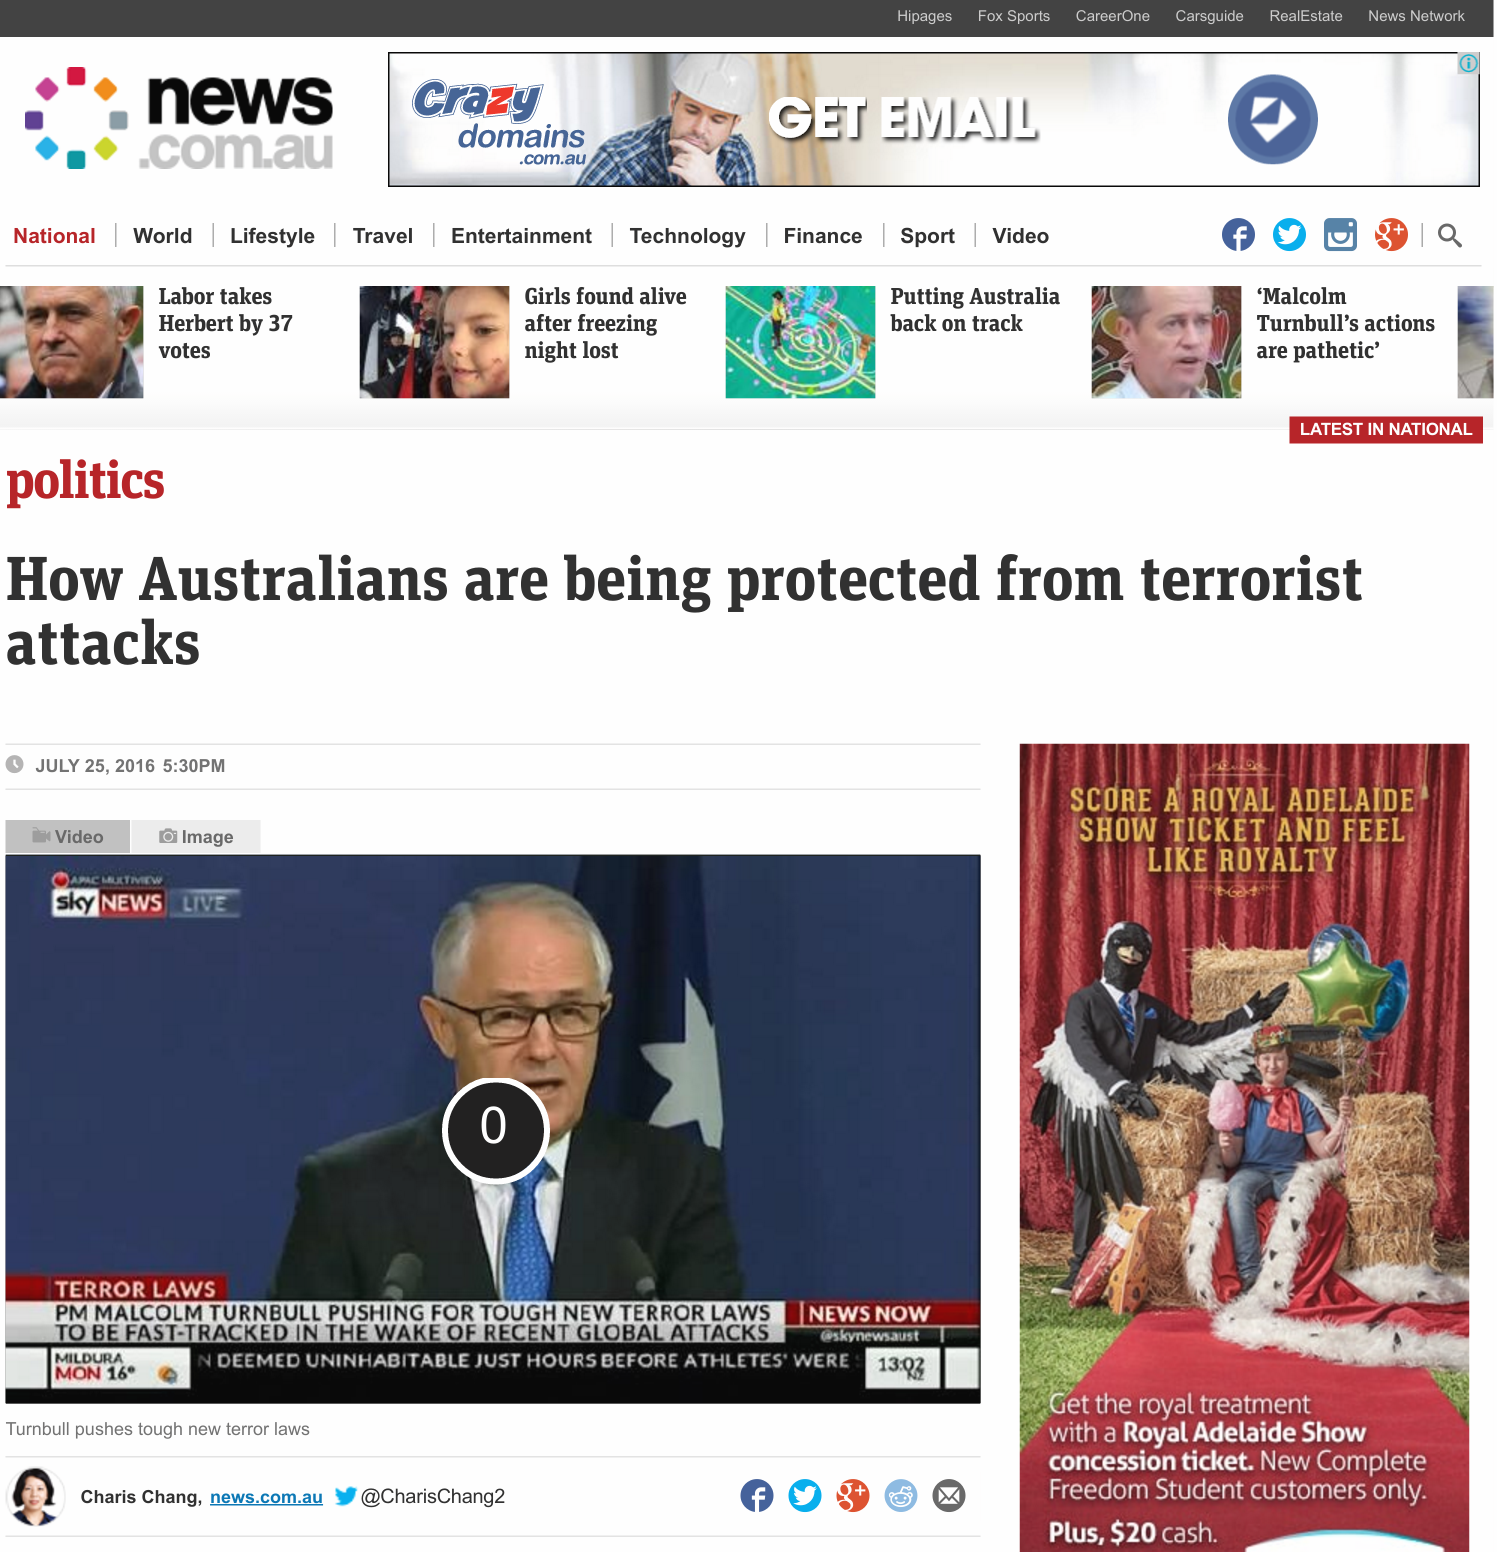 Hipages Fox Sports CareerOne Carsguide RealEstate News Network
news
.com.au
Crazy
domains
.com.au
GET EMAIL
National World Lifestyle Travel Entertainment Technology Finance Sport Video
Labor takes
Herbert by 37
votes
Girls found alive
after freezing
night lost
Putting Australia
back on track
‘Malcolm
Turnbull’s actions
are pathetic’
LATEST IN NATIONAL
politics
How Australians are being protected from terrorist
attacks
JULY 25, 2016 5:30PM
Video Image
APAC MULTIVIEW
sky NEWS LIVE
0
TERROR LAWS
PM MALCOLM TURNBULL PUSHING FOR TOUGH NEW TERROR LAWS
TO BE FAST-TRACKED IN THE WAKE OF RECENT GLOBAL ATTACKS
NEWS NOW
@skynewsaust
MILDURA
MON 16°
N DEEMED UNINHABITABLE JUST HOURS BEFORE ATHLETES' WERE
13:02
NZ
Turnbull pushes tough new terror laws
Charis Chang, news.com.au @CharisChang2
SCORE A ROYAL ADELAIDE
SHOW TICKET AND FEEL
LIKE ROYALTY
Get the royal treatment
with a Royal Adelaide Show
concession ticket. New Complete
Freedom Student customers only.
Plus, $20 cash.